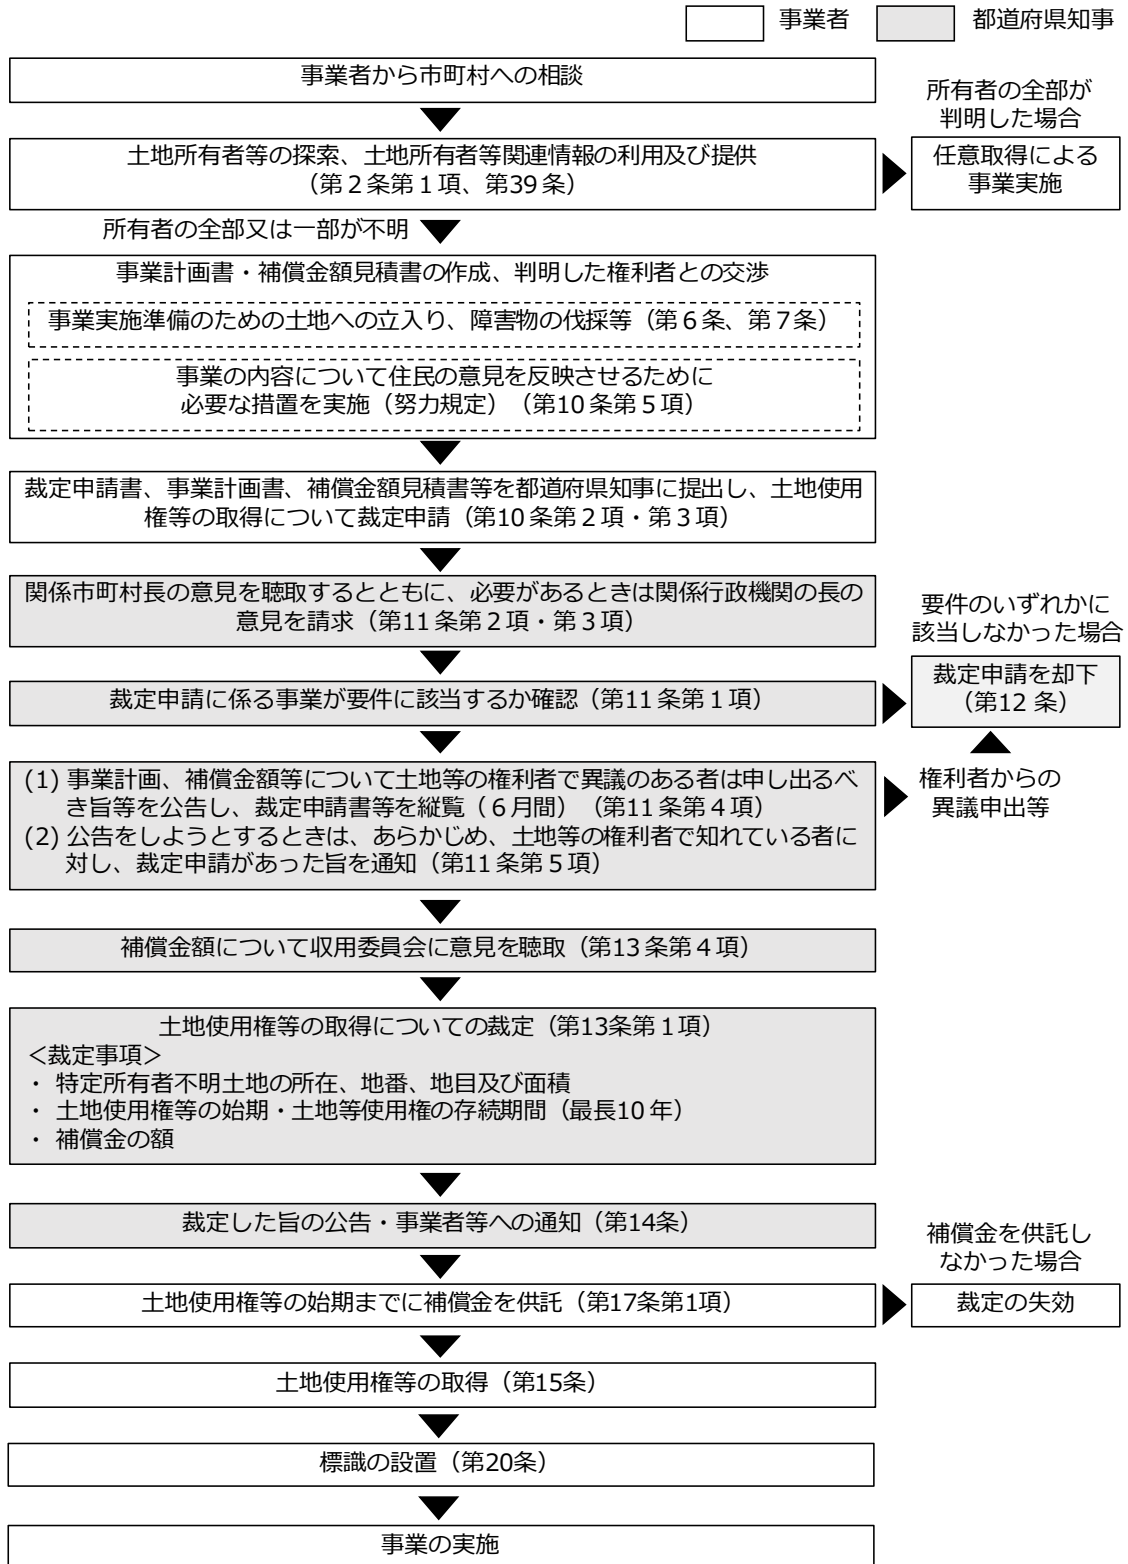 事業者
都道府県知事
事業者から市町村への相談
所有者の全部が
判明した場合
土地所有者等の探索、土地所有者等関連情報の利用及び提供
（第２条第１項、第39条）
任意取得による
事業実施
所有者の全部又は一部が不明
事業計画書・補償金額見積書の作成、判明した権利者との交渉
事業実施準備のための土地への立入り、障害物の伐採等（第６条、第７条）
事業の内容について住民の意見を反映させるために
必要な措置を実施（努力規定）（第10条第５項）
裁定申請書、事業計画書、補償金額見積書等を都道府県知事に提出し、土地使用
権等の取得について裁定申請（第10条第２項・第３項）
関係市町村長の意見を聴取するとともに、必要があるときは関係行政機関の長の
意見を請求（第11条第２項・第３項）
要件のいずれかに
該当しなかった場合
裁定申請に係る事業が要件に該当するか確認（第11条第１項）
裁定申請を却下
（第12 条）
(1) 事業計画、補償金額等について土地等の権利者で異議のある者は申し出るべ
き旨等を公告し、裁定申請書等を縦覧（６月間）（第11条第４項）
(2) 公告をしようとするときは、あらかじめ、土地等の権利者で知れている者に
対し、裁定申請があった旨を通知（第11条第５項）
権利者からの
異議申出等
補償金額について収用委員会に意見を聴取（第13条第４項）
土地使用権等の取得についての裁定（第13条第１項）
＜裁定事項＞
・ 特定所有者不明土地の所在、地番、地目及び面積
・ 土地使用権等の始期・土地等使用権の存続期間（最長10年）
・ 補償金の額
裁定した旨の公告・事業者等への通知（第14条）
補償金を供託し
なかった場合
土地使用権等の始期までに補償金を供託（第17条第1項）
裁定の失効
土地使用権等の取得（第15条）
標識の設置（第20条）
事業の実施